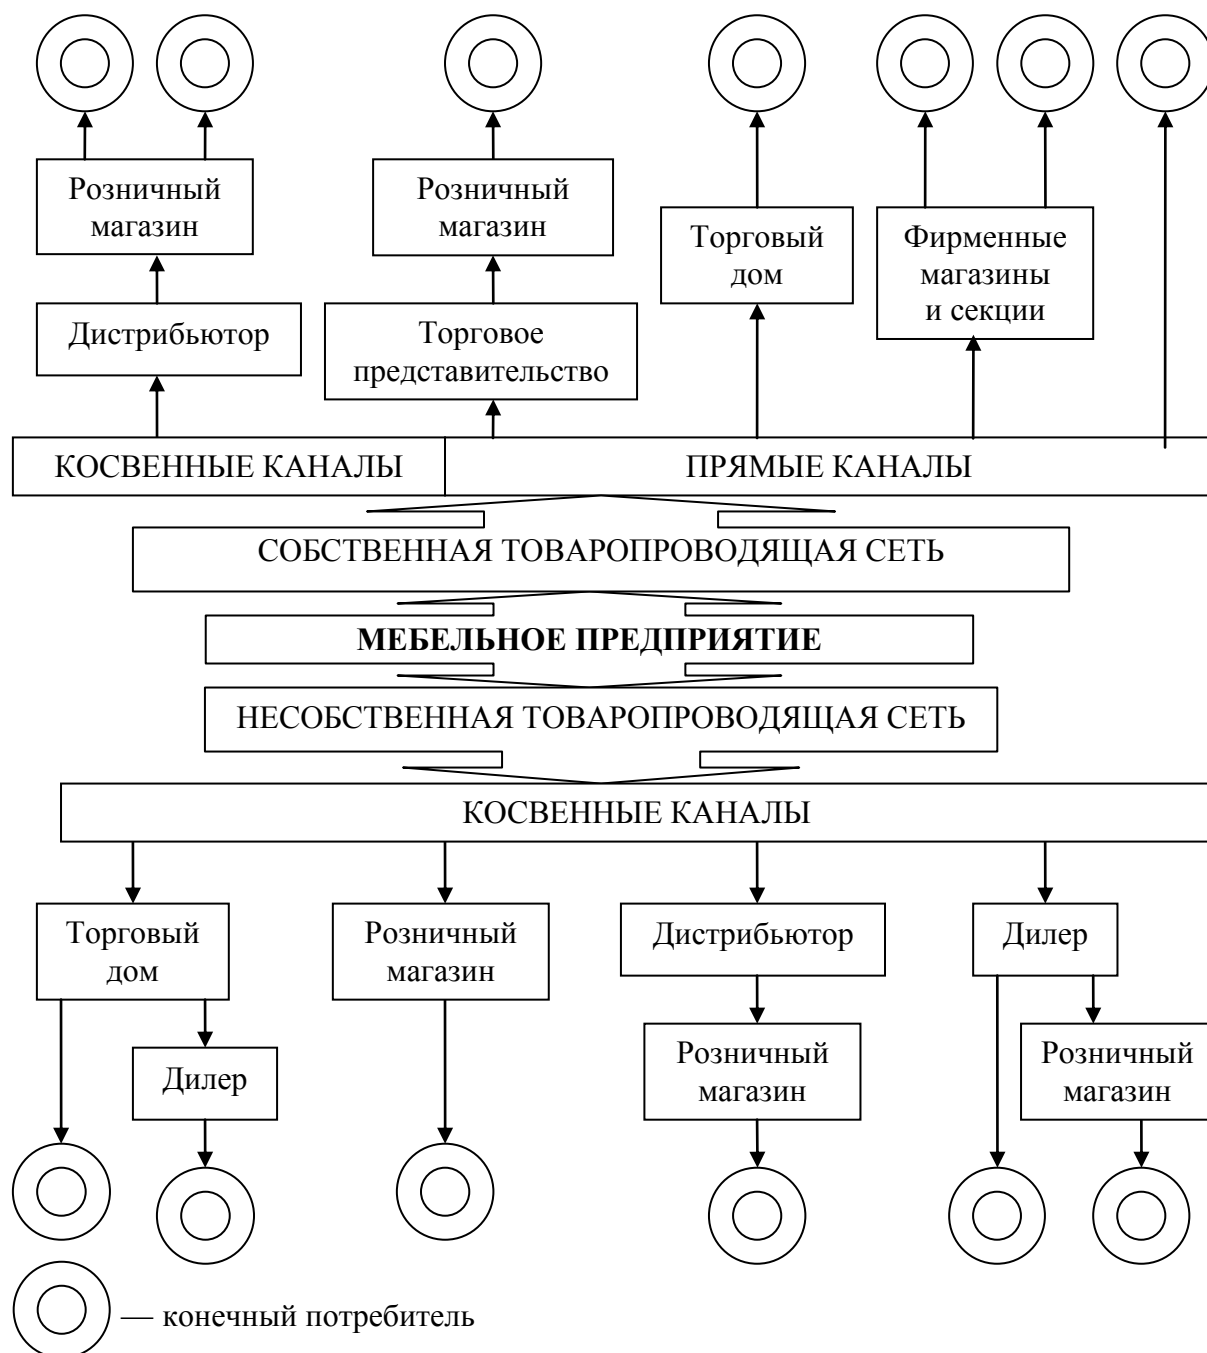 Розничный
магазин
Розничный
магазин
Торговый
дом
Фирменные
магазины
и секции
Дистрибьютор
Торговое
представительство
КОСВЕННЫЕ КАНАЛЫ
ПРЯМЫЕ КАНАЛЫ
СОБСТВЕННАЯ ТОВАРОПРОВОДЯЩАЯ СЕТЬ
МЕБЕЛЬНОЕ ПРЕДПРИЯТИЕ
НЕСОБСТВЕННАЯ ТОВАРОПРОВОДЯЩАЯ СЕТЬ
КОСВЕННЫЕ КАНАЛЫ
Торговый
дом
Розничный
магазин
Дистрибьютор
Дилер
Дилер
Розничный
магазин
Розничный
магазин
— конечный потребитель